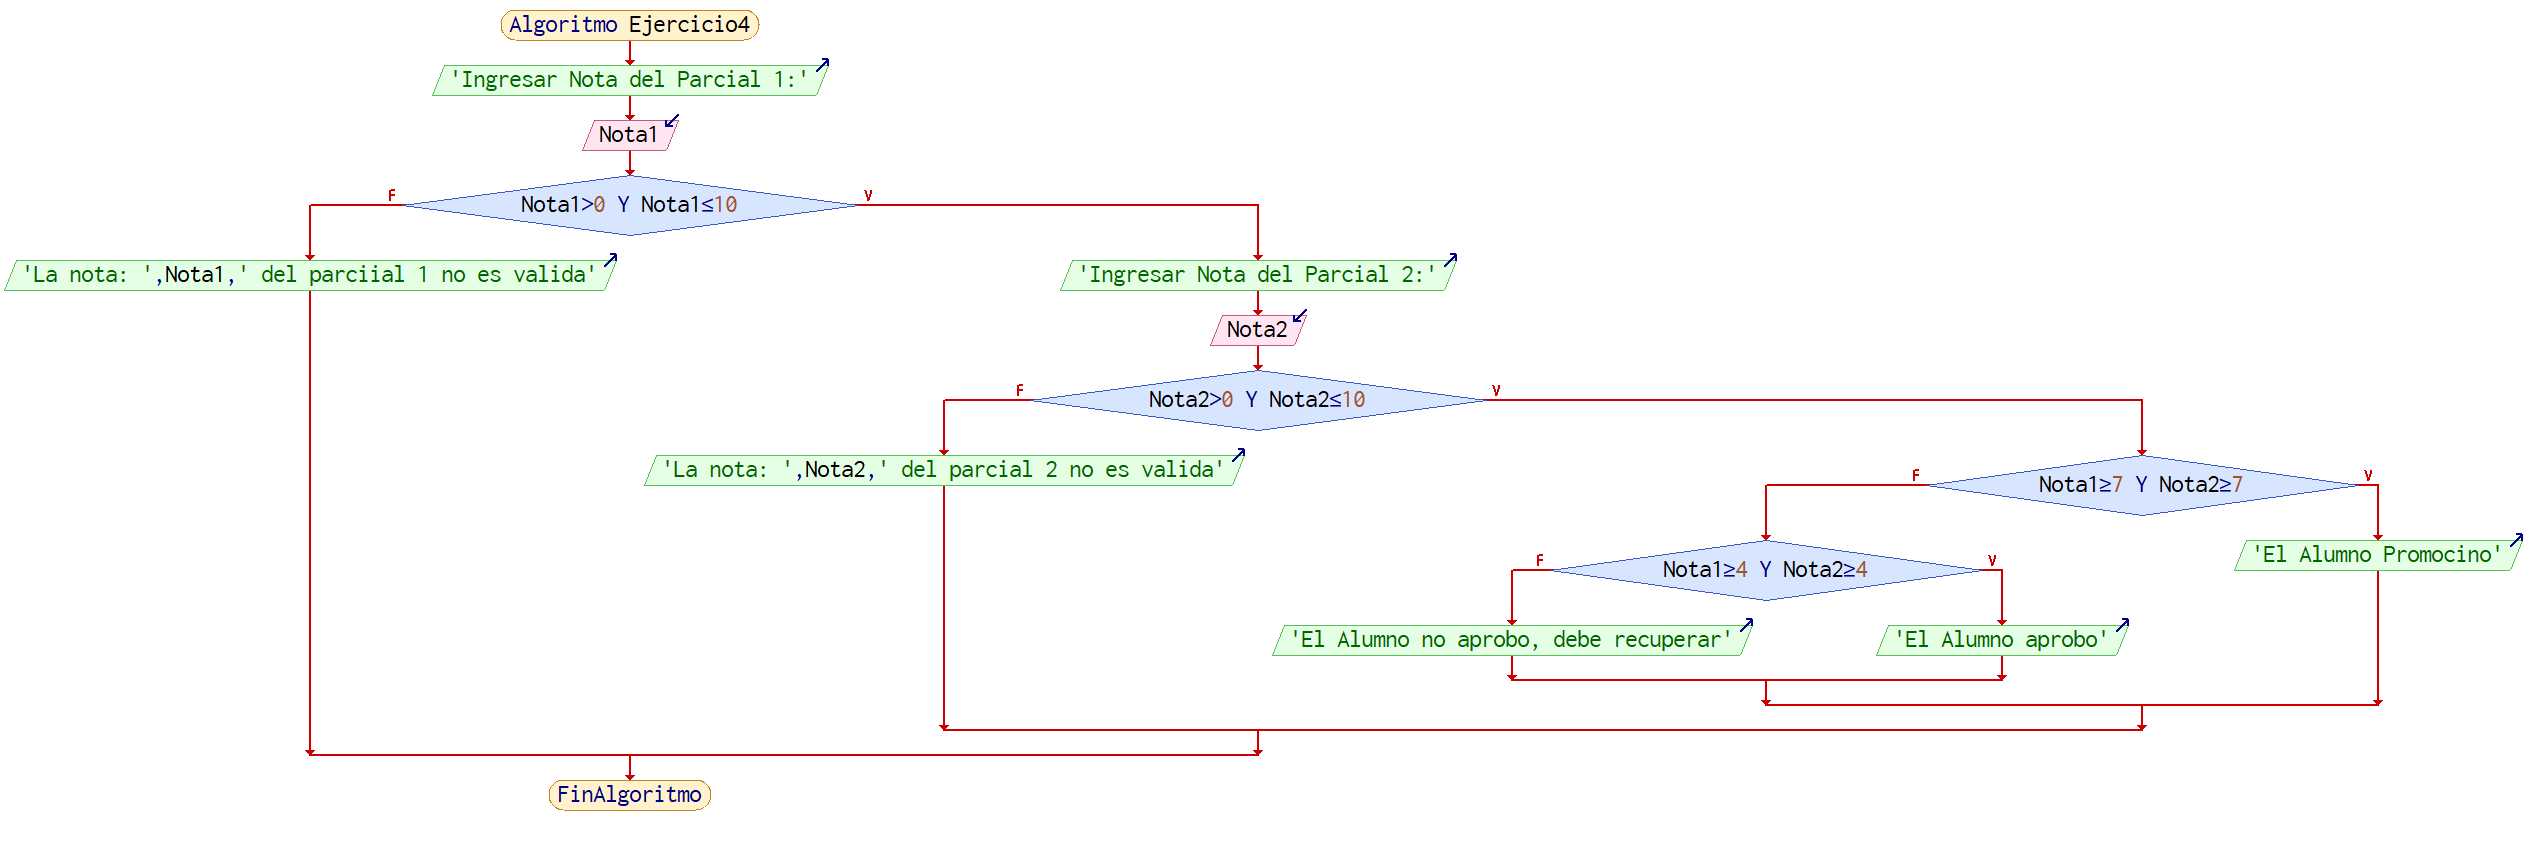 Algoritmo Ejercicio4
'Ingresar Nota del Parcial 1:'
Nota1
F
V
Nota1>0 Y Nota1≤10
'La nota: ',Nota1,' del parciial 1 no es valida'
'Ingresar Nota del Parcial 2:'
Nota2
F
V
Nota2>0 Y Nota2≤10
'La nota: ',Nota2,' del parcial 2 no es valida'
F
V
Nota1≥7 Y Nota2≥7
F
V
Nota1≥4 Y Nota2≥4
'El Alumno Promocino'
'El Alumno no aprobo, debe recuperar'
'El Alumno aprobo'
FinAlgoritmo